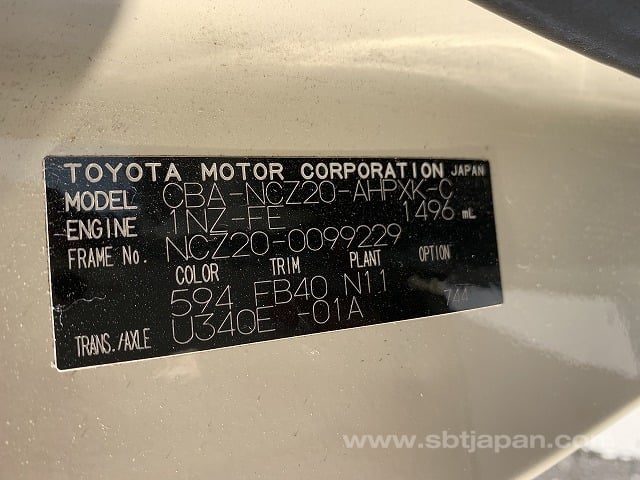 TOYOTA MOTOR CORPORATION JAPAN
MODEL CBA-NCZ20-AHPXK-C
ENGINE 1NZ-FE 1496 mL
FRAME No. NCZ20-0099229
COLOR TRIM PLANT OPTION
594 FB40 N11 744
TRANS./AXLE U340E -01A
www.sbtjapan.com